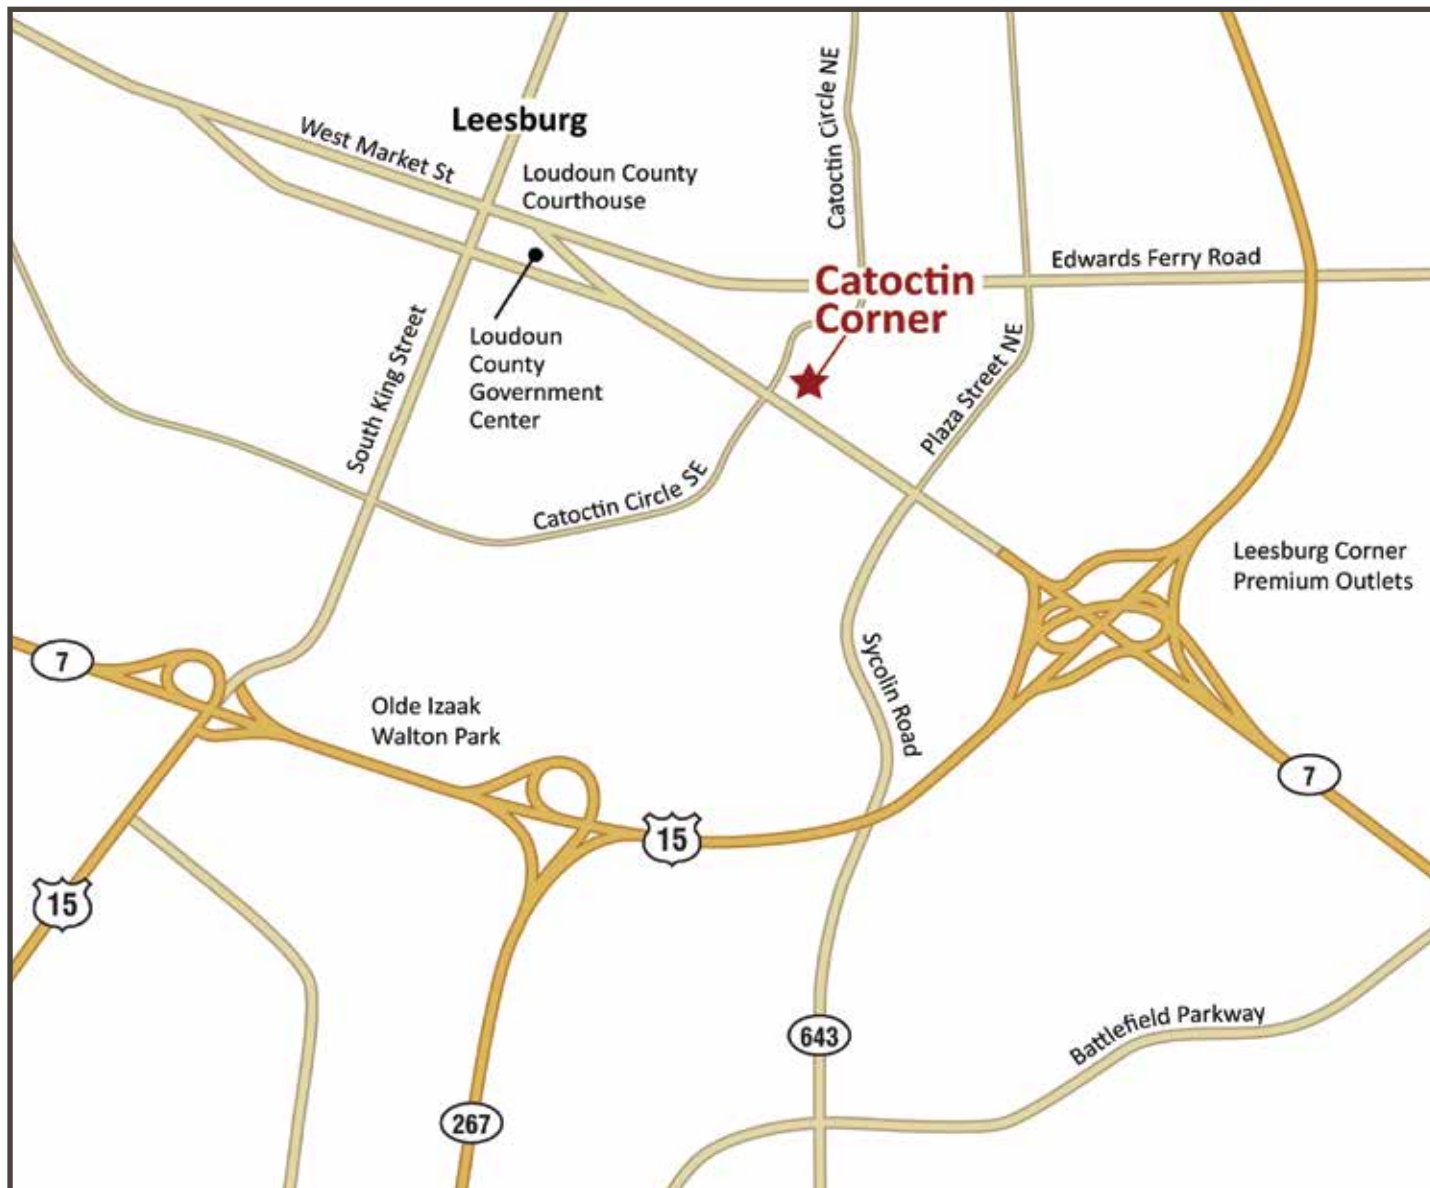 Catoctin Circle NE
Leesburg
West Market St
Loudoun County
Courthouse
Edwards Ferry Road
Catoctin
Corner
Loudoun
County
Government
Center
South King Street
Plaza Street NE
Catoctin Circle SE
Leesburg Corner
Premium Outlets
7
Sycolin Road
Olde Izaak
Walton Park
7
15
15
643
Battlefield Parkway
267